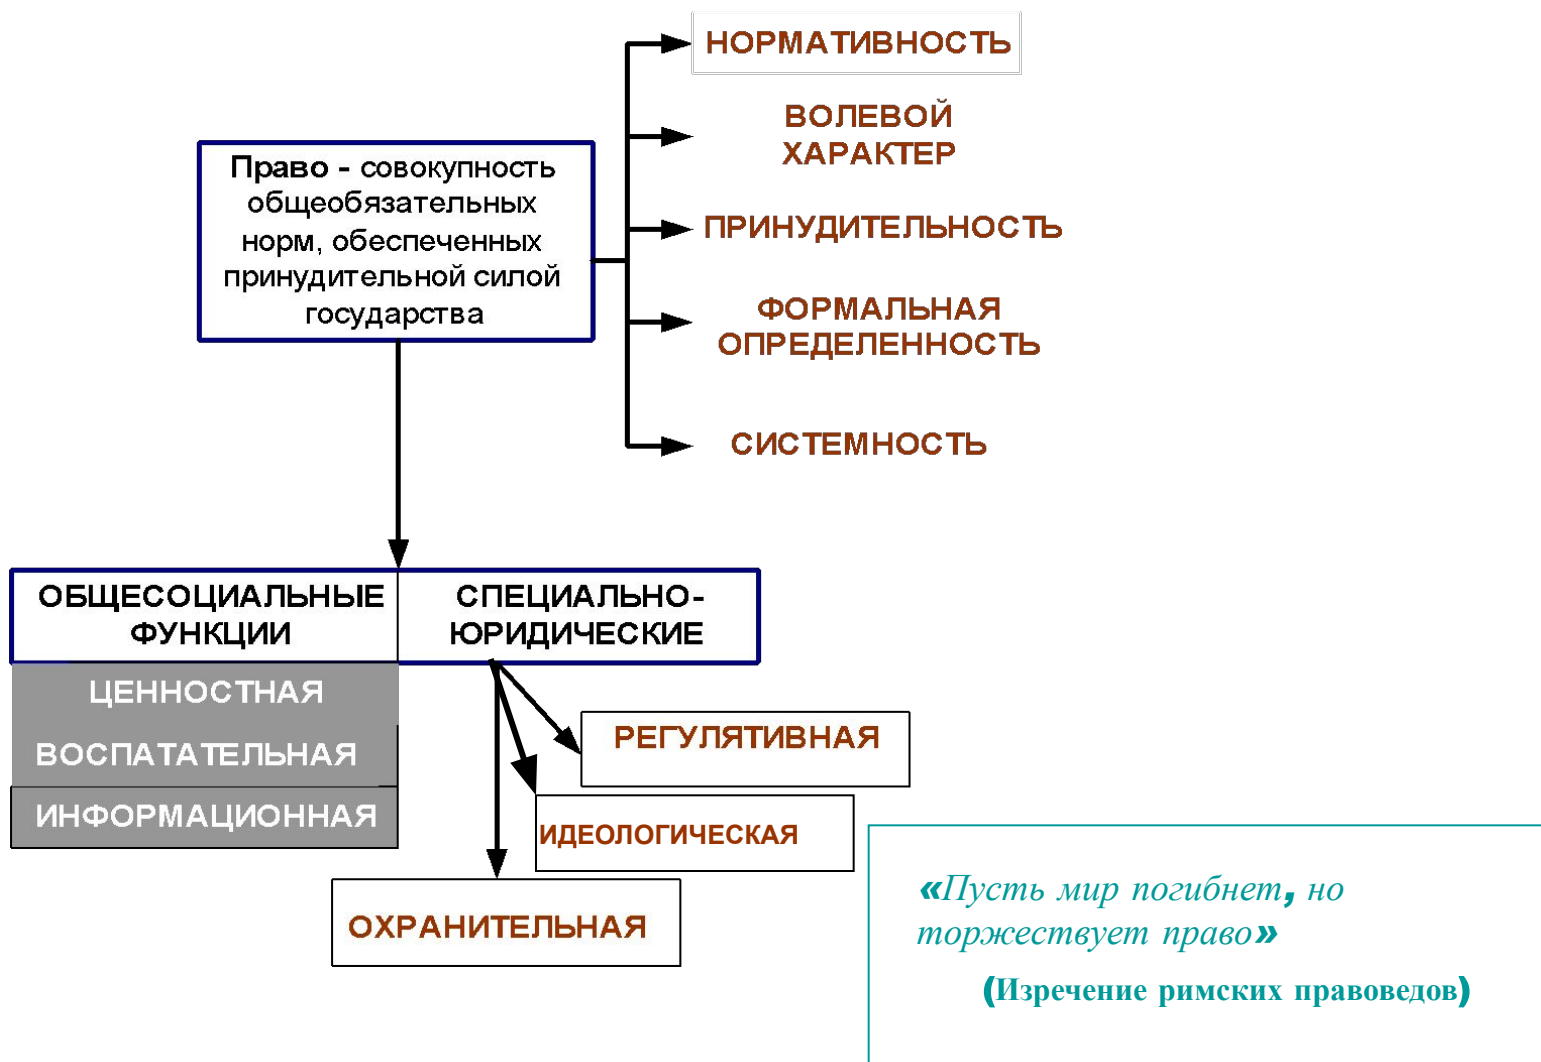 НОРМАТИВНОСТЬ
ВОЛЕВОЙ
ХАРАКТЕР
Право - совокупность
общеобязательных
норм, обеспеченных
принудительной силой
государства
ПРИНУДИТЕЛЬНОСТЬ
ФОРМАЛЬНАЯ
ОПРЕДЕЛЕННОСТЬ
СИСТЕМНОСТЬ
ОБЩЕСОЦИАЛЬНЫЕ
ФУНКЦИИ
СПЕЦИАЛЬНО-
ЮРИДИЧЕСКИЕ
ЦЕННОСТНАЯ
ВОСПАТАТЕЛЬНАЯ
ИНФОРМАЦИОННАЯ
РЕГУЛЯТИВНАЯ
ИДЕОЛОГИЧЕСКАЯ
ОХРАНИТЕЛЬНАЯ
«Пусть мир погибнет, но
торжествует право»
(Изречение римских правоведов)